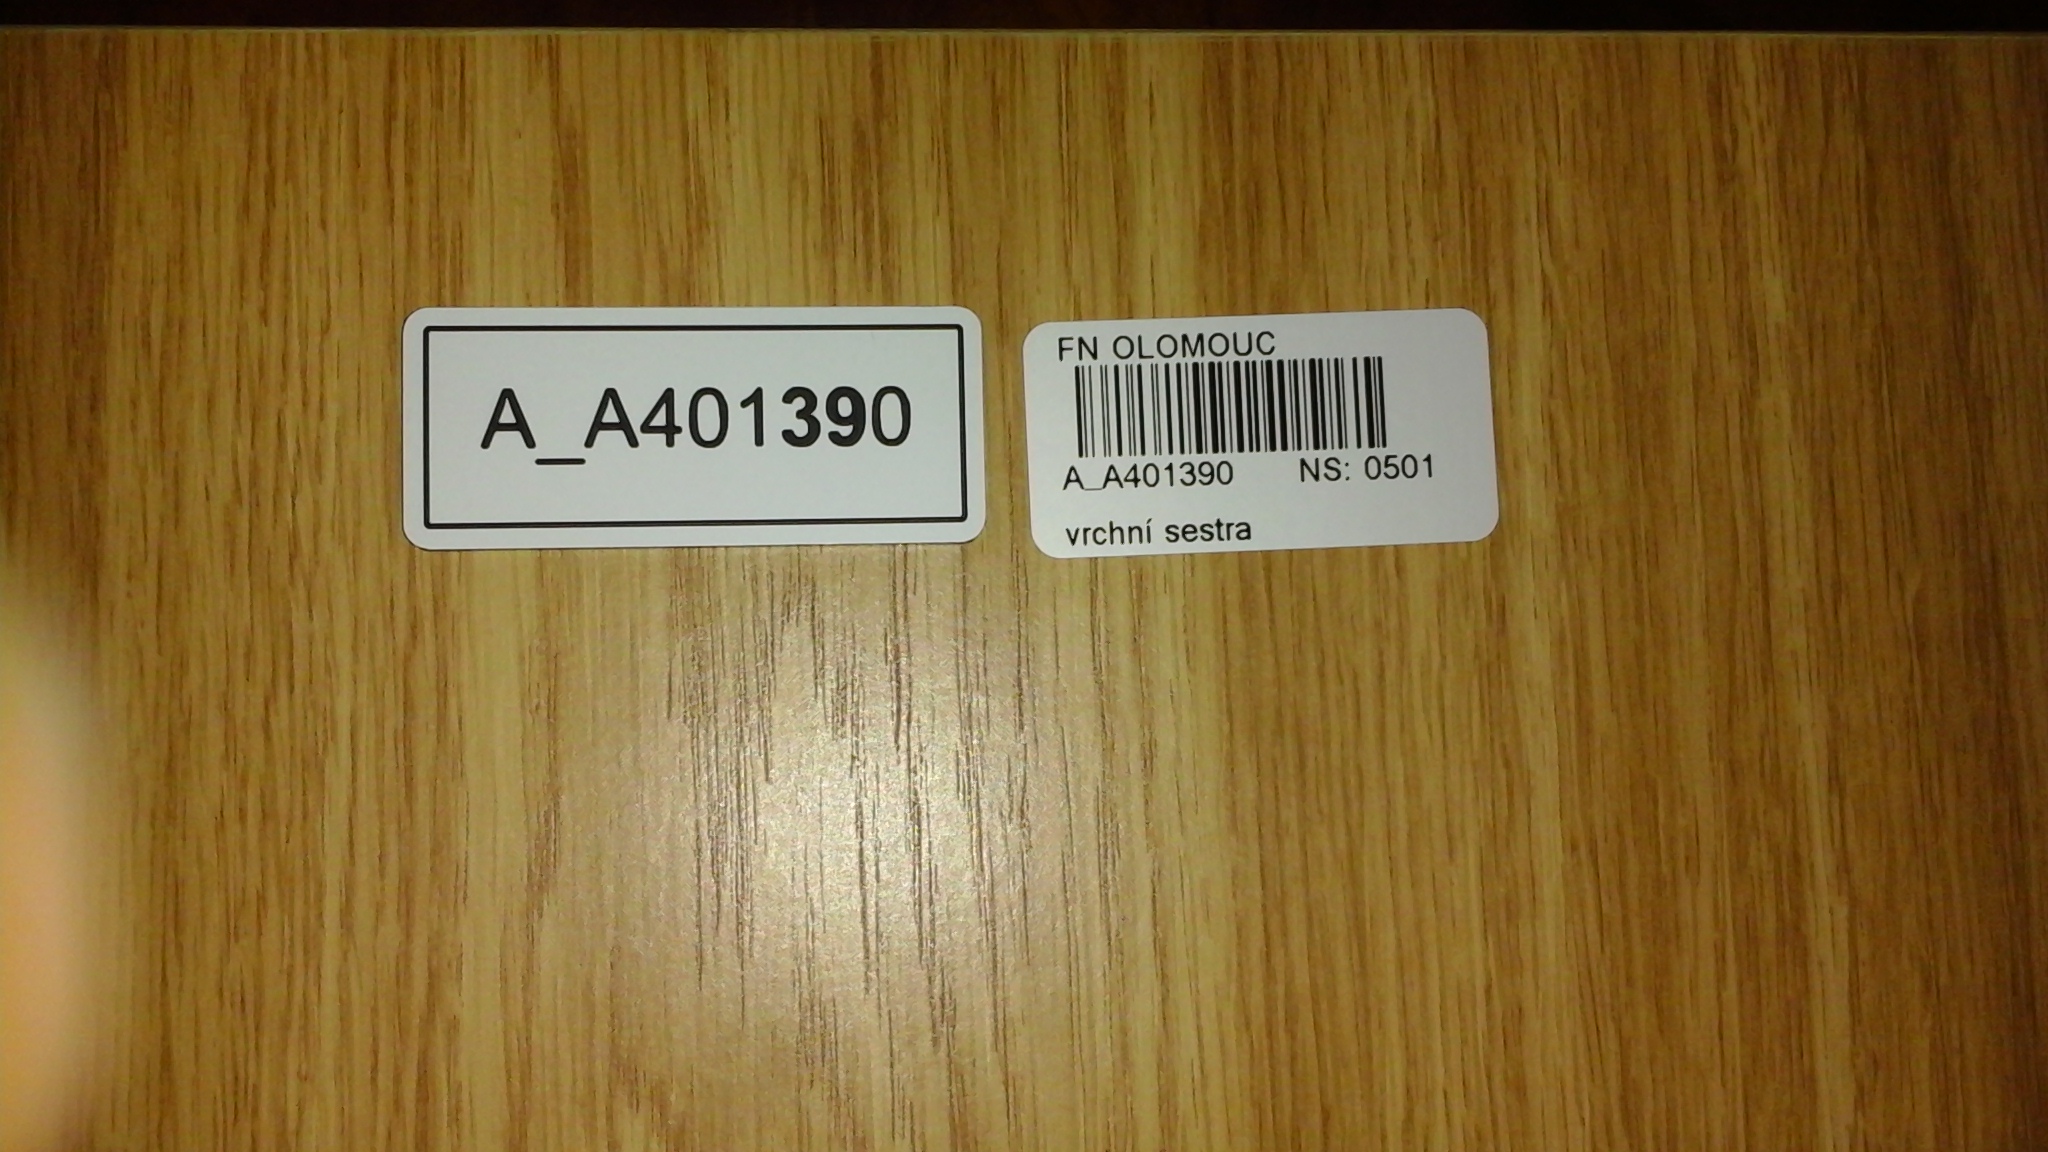 A_A401390
FN OLOMOUC
A_A401390 NS: 0501
vrchní sestra